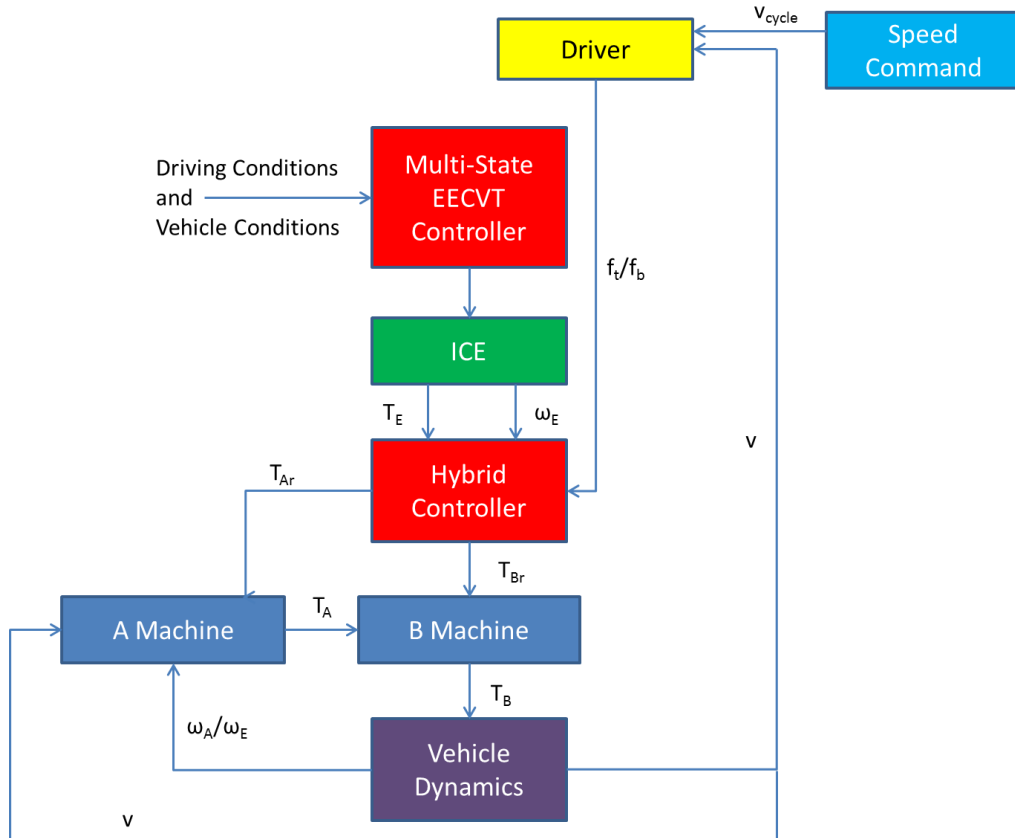 v_cycle
Speed
Command
Driver
Multi-State
EECVT
Controller
Driving Conditions
and
Vehicle Conditions
f_t/f_b
ICE
T_E
ω_E
v
T_Ar
Hybrid
Controller
T_Br
A Machine
T_A
B Machine
T_B
ω_A/ω_E
Vehicle
Dynamics
v